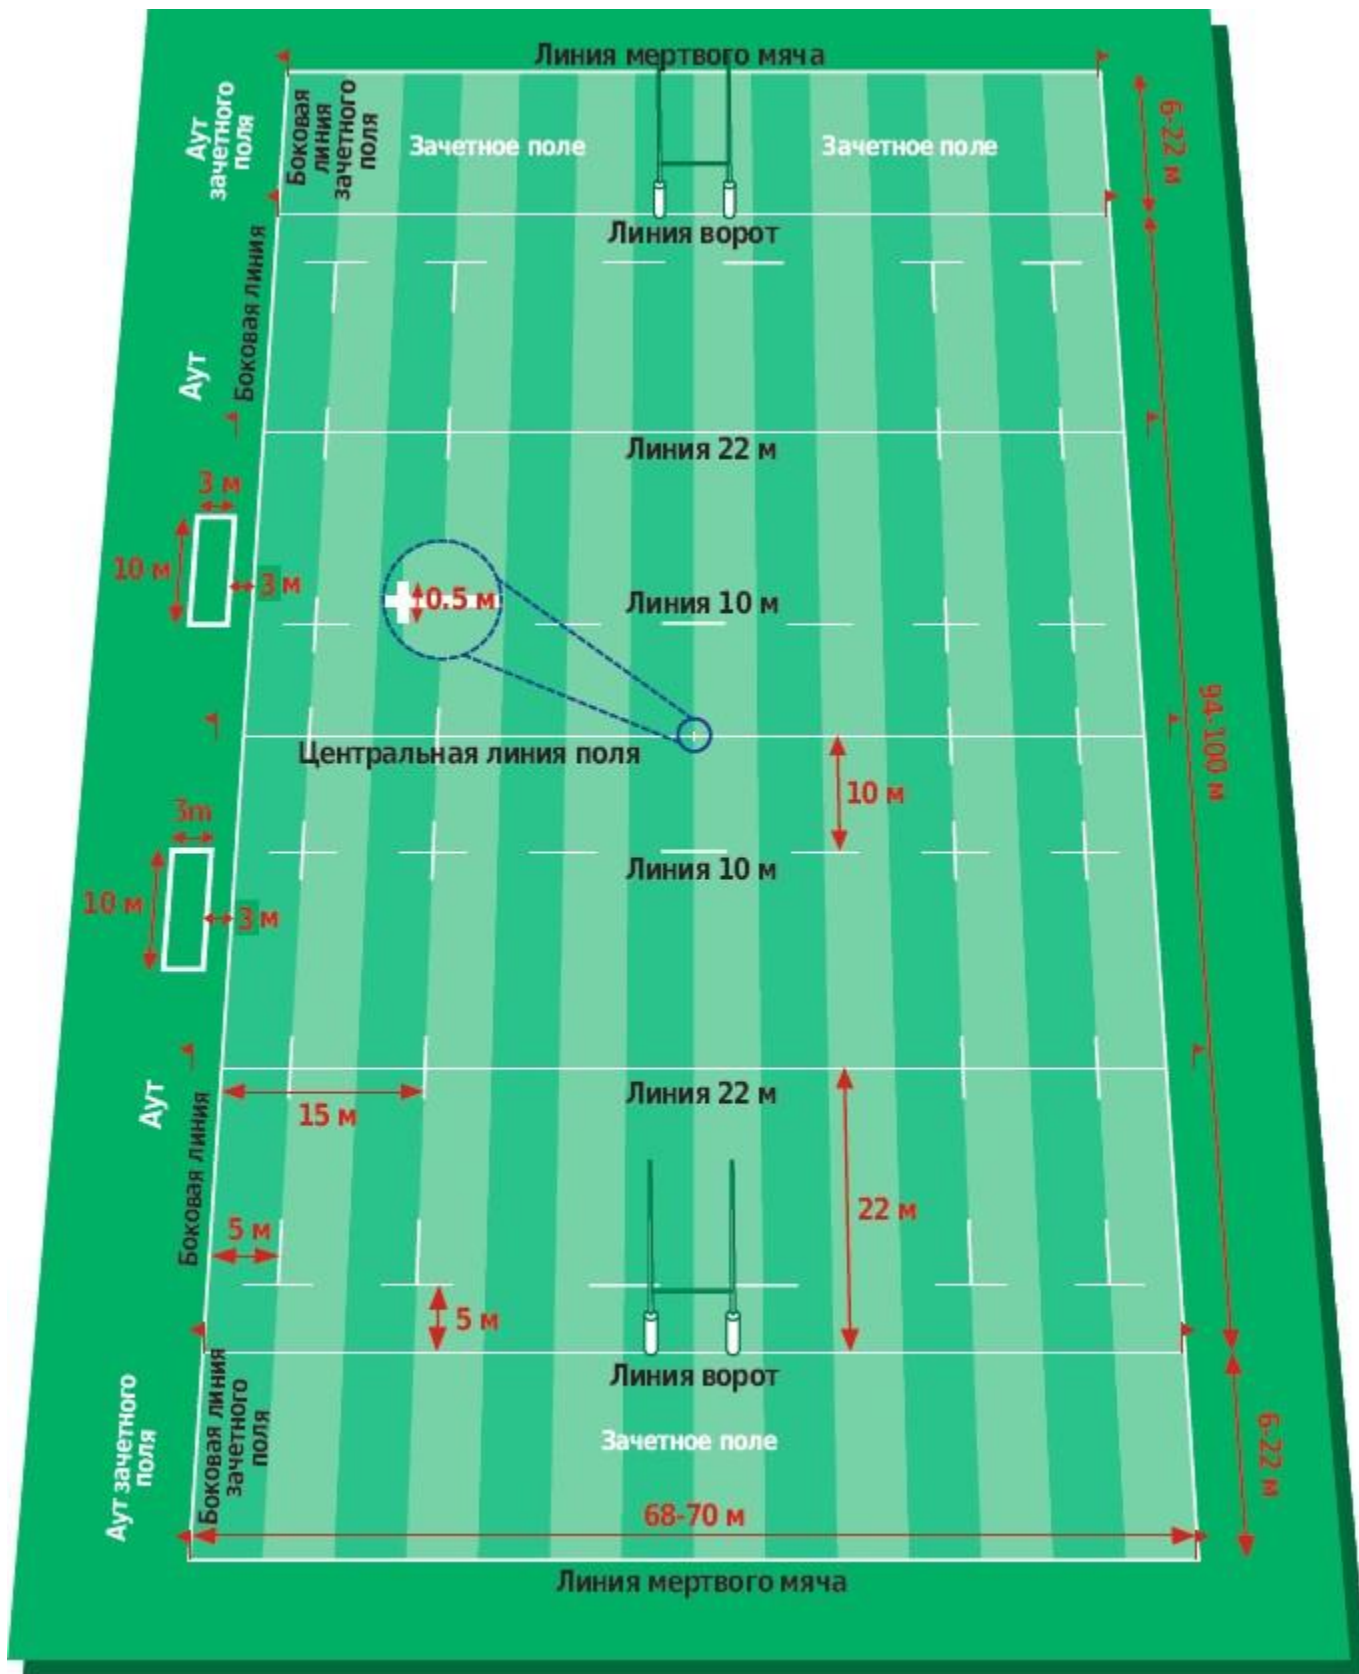 Линия мертвого мяча
Аут
зачетного
поля
Боковая
линия
зачетного
поля
Зачетное поле
Зачетное поле
6-22 м
Линия ворот
Боковая линия
Аут
Линия 22 м
3 м
10 м
3 м
0.5 м
Линия 10 м
94-100 м
Центральная линия поля
10 м
3m
10 м
3 м
Линия 10 м
Аут
Боковая линия
15 м
Линия 22 м
22 м
5 м
5 м
Линия ворот
Аут зачетного
поля
Боковая линия
зачетного
поля
Зачетное поле
6-22 м
68-70 м
Линия мертвого мяча